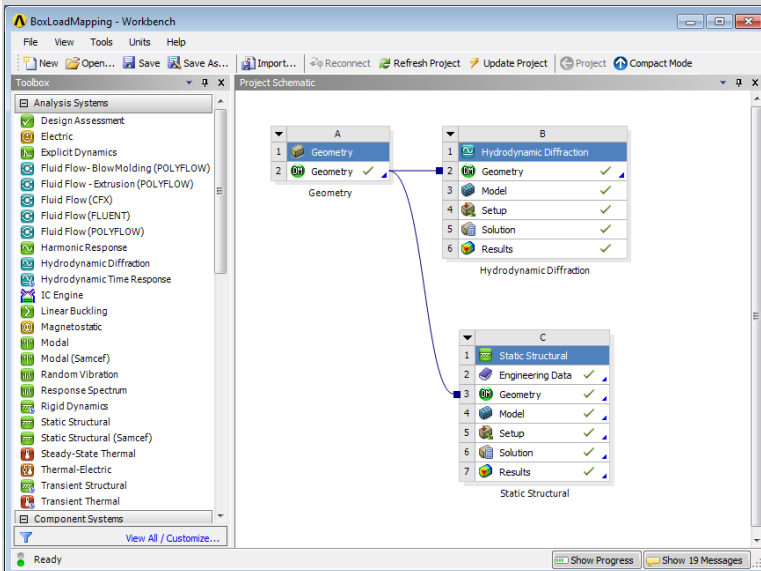 BoxLoadMapping - Workbench
File View Tools Units Help
New Open... Save Save As... Import... Reconnect Refresh Project Update Project Project Compact Mode
Toolbox
Analysis Systems
Design Assessment
Electric
Explicit Dynamics
Fluid Flow- BlowMolding (POLYFLOW)
Fluid Flow - Extrusion (POLYFLOW)
Fluid Flow (CFX)
Fluid Flow (FLUENT)
Fluid Flow (POLYFLOW)
Harmonic Response
Hydrodynamic Diffraction
Hydrodynamic Time Response
IC Engine
Linear Buckling
Magnetostatic
Modal
Modal (Samcef)
Random Vibration
Response Spectrum
Rigid Dynamics
Static Structural
Static Structural (Samcef)
Steady-State Thermal
Thermal-Electric
Transient Structural
Transient Thermal
Component Systems
View All / Customize...
Project Schematic
A
1 Geometry
2 DM Geometry
Geometry
B
1 Hydrodynamic Diffraction
2 DM Geometry
3 Model
4 Setup
5 Solution
6 Results
Hydrodynamic Diffraction
C
1 Static Structural
2 Engineering Data
3 DM Geometry
4 Model
5 Setup
6 Solution
7 Results
Static Structural
Ready
Show Progress
Show 19 Messages